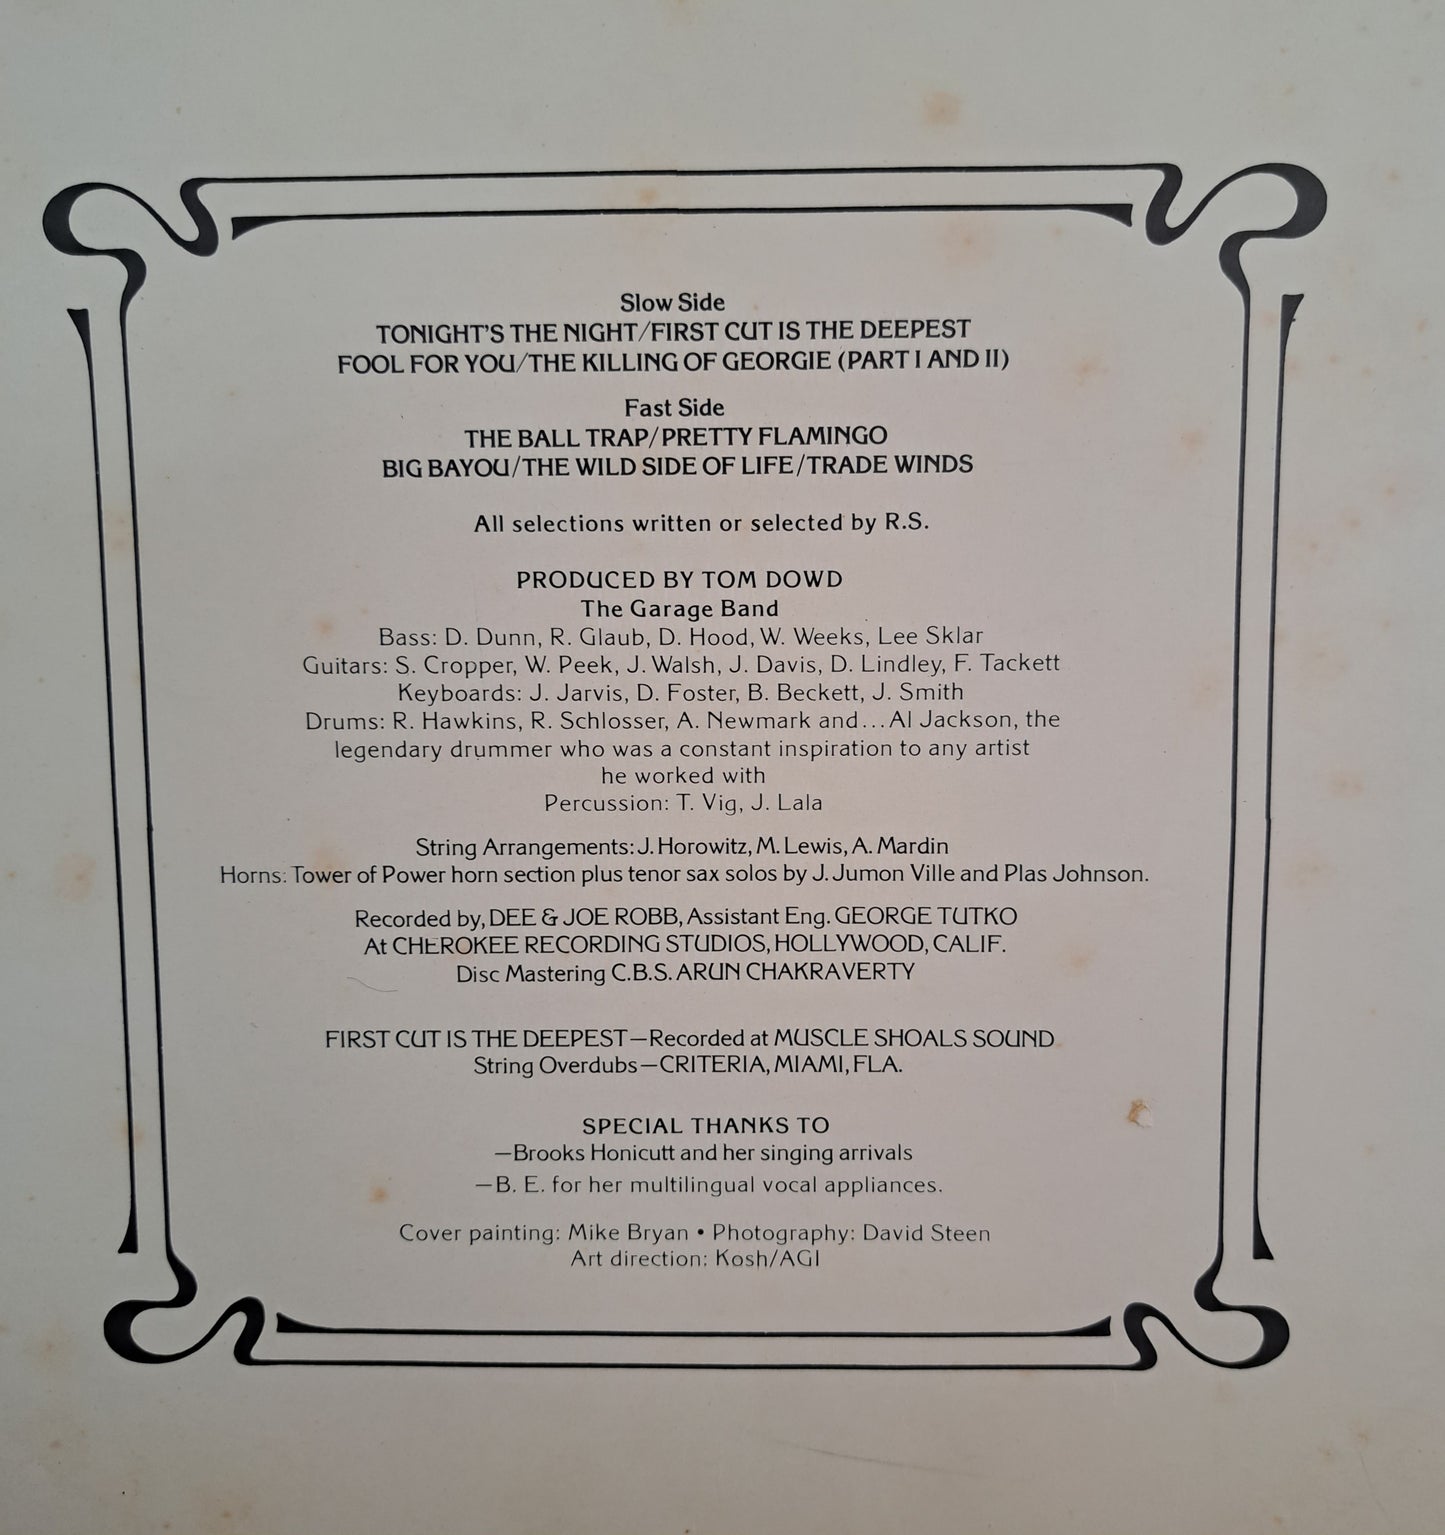 Slow Side
TONIGHT'S THE NIGHT/FIRST CUT IS THE DEEPEST
FOOL FOR YOU/THE KILLING OF GEORGIE (PART I AND II)
Fast Side
THE BALL TRAP/PRETTY FLAMINGO
BIG BAYOU/THE WILD SIDE OF LIFE/TRADE WINDS
All selections written or selected by R.S.
PRODUCED BY TOM DOWD
The Garage Band
Bass: D. Dunn, R. Glaub, D. Hood, W. Weeks, Lee Sklar
Guitars: S. Cropper, W. Peek, J. Walsh, J. Davis, D. Lindley, F. Tackett
Keyboards: J. Jarvis, D. Foster, B. Beckett, J. Smith
Drums: R. Hawkins, R. Schlosser, A. Newmark and...Al Jackson, the
legendary drummer who was a constant inspiration to any artist
he worked with
Percussion: T. Vig, J. Lala
String Arrangements: J. Horowitz, M. Lewis, A. Mardin
Horns: Tower of Power horn section plus tenor sax solos by J. Jumon Ville and Plas Johnson.
Recorded by, DEE & JOE ROBB, Assistant Eng. GEORGE TUTKO
At CHEROKEE RECORDING STUDIOS, HOLLYWOOD, CALIF.
Disc Mastering C.B.S. ARUN CHAKRAVERTY
FIRST CUT IS THE DEEPEST—Recorded at MUSCLE SHOALS SOUND
String Overdubs—CRITERIA, MIAMI, FLA.
SPECIAL THANKS TO
—Brooks Honicutt and her singing arrivals
—B. E. for her multilingual vocal appliances.
Cover painting: Mike Bryan • Photography: David Steen
Art direction: Kosh/AGI